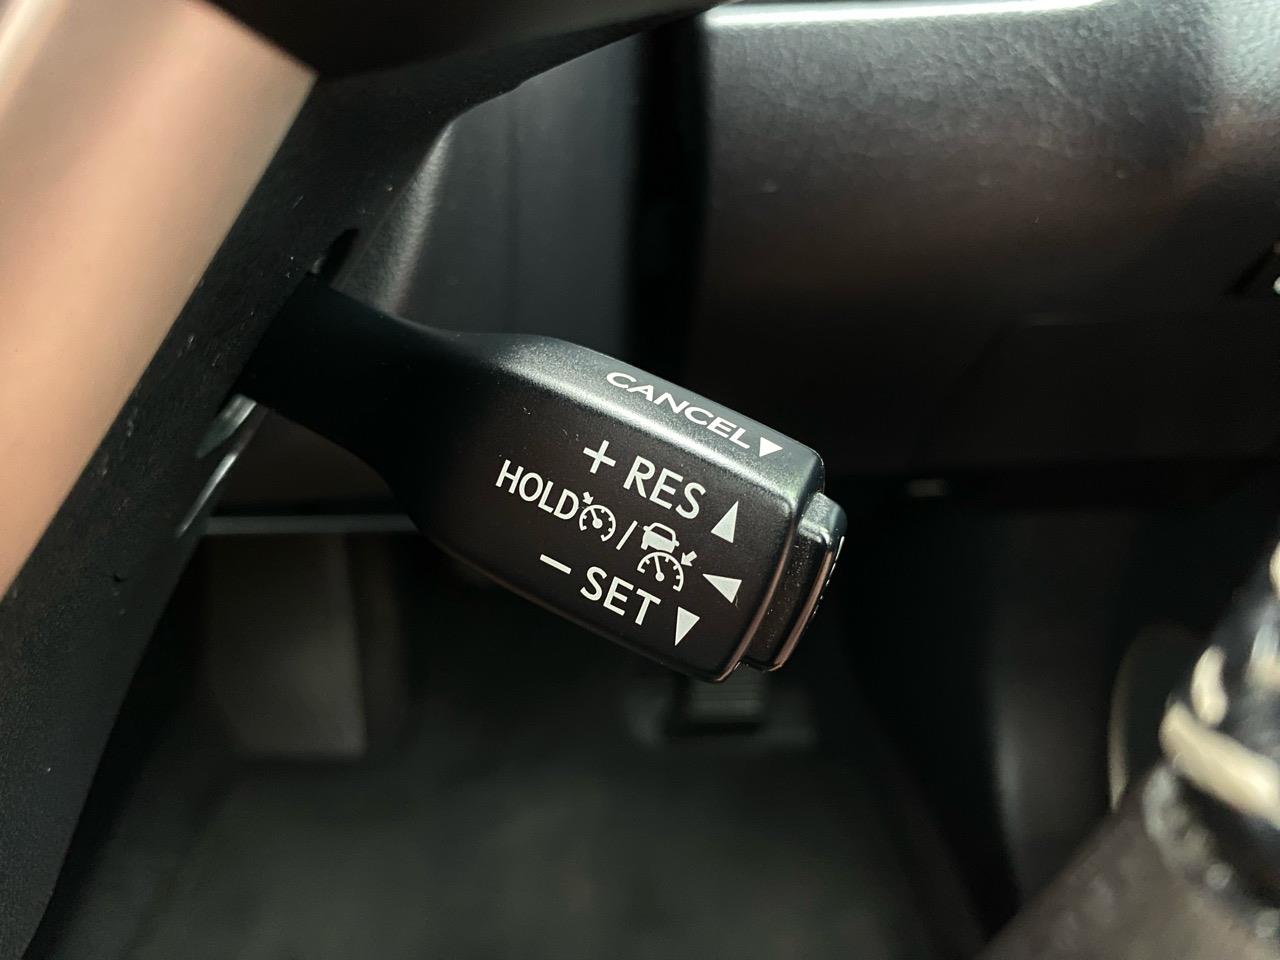 CANCEL▼
+ RES ▲
HOLD /
− SET ▼